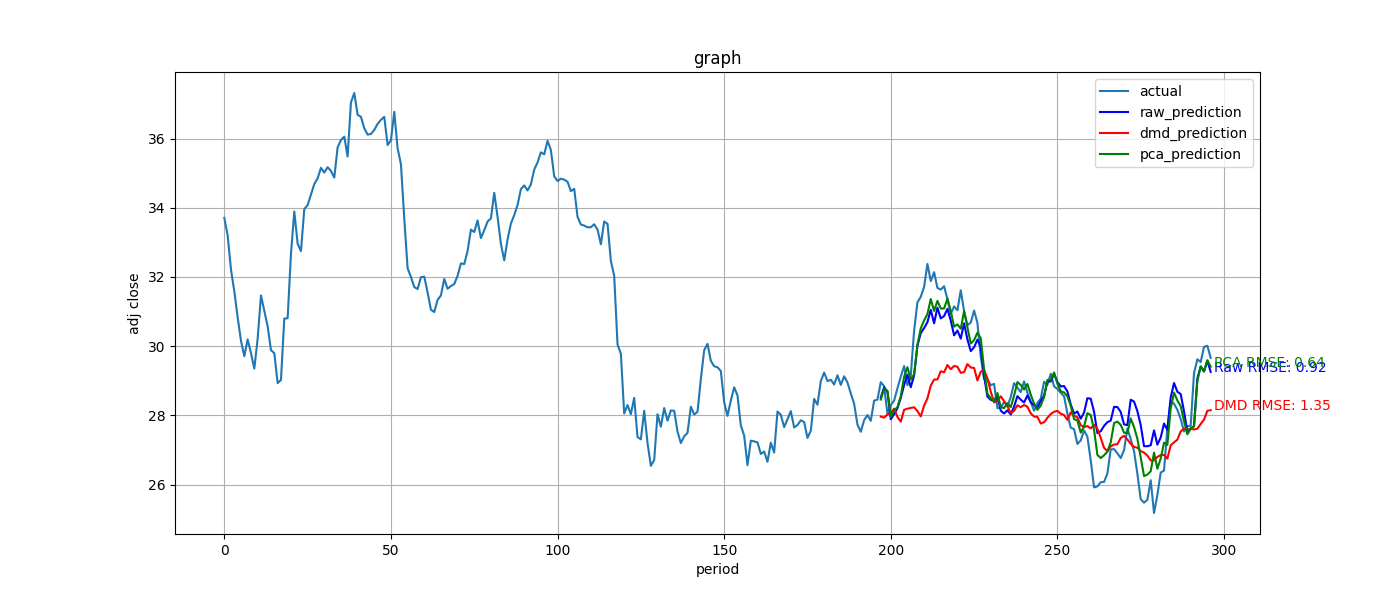 graph
actual
raw_prediction
dmd_prediction
pca_prediction
adj close
36
34
32
30
28
26
PCA RMSE: 0.64
Raw RMSE: 0.92
DMD RMSE: 1.35
0 50 100 150 200 250 300
period